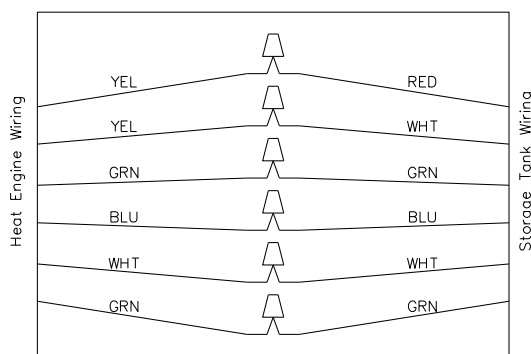 YEL RED
YEL WHT
GRN GRN
BLU BLU
WHT WHT
GRN GRN
Heat Engine Wiring
Storage Tank Wiring